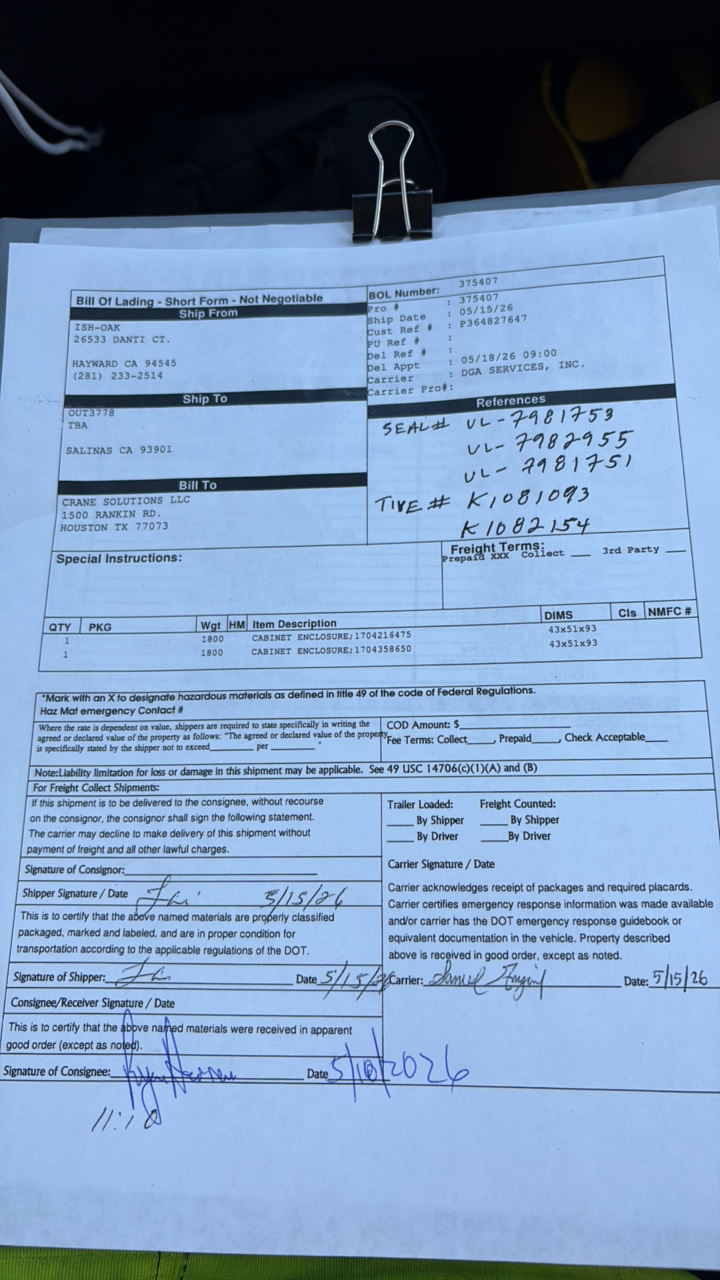 Bill Of Lading - Short Form - Not Negotiable
Ship From
ISH-OAK
26533 DANTI CT.
HAYWARD CA 94545
(281) 233-2514
BOL Number: 375407
Pro # : 375407
Ship Date : 05/15/26
Cust Ref # : P364827647
PU Ref # :
Del Ref # :
Del Appt : 05/18/26 09:00
Carrier : DGA SERVICES, INC.
Carrier Pro#:
Ship To
OUT3778
TBA
SALINAS CA 93901
References
SEAL# UL-7981753
UL-7982955
UL-7981751
TIVE # K1081093
K1082154
Bill To
CRANE SOLUTIONS LLC
1500 RANKIN RD.
HOUSTON TX 77073
Special Instructions:
Freight Terms:
Prepaid XXX Collect ___ 3rd Party ___
QTY PKG Wgt HM Item Description DIMS Cls NMFC #
1 1800 CABINET ENCLOSURE;1704216475 43x51x93
1 1800 CABINET ENCLOSURE;1704358650 43x51x93
*Mark with an X to designate hazardous materials as defined in title 49 of the code of Federal Regulations.
Haz Mat emergency Contact #
Where the rate is dependent on value, shippers are required to state specifically in writing the
agreed or declared value of the property as follows: "The agreed or declared value of the property
is specifically stated by the shipper not to exceed________ per ________ "
COD Amount: $
Fee Terms: Collect____, Prepaid____, Check Acceptable____
Note:Liability limitation for loss or damage in this shipment may be applicable. See 49 USC 14706(c)(1)(A) and (B)
For Freight Collect Shipments:
If this shipment is to be delivered to the consignee, without recourse
on the consignor, the consignor shall sign the following statement.
The carrier may decline to make delivery of this shipment without
payment of freight and all other lawful charges.
Signature of Consignor:
Trailer Loaded: Freight Counted:
____ By Shipper ____ By Shipper
____ By Driver ____ By Driver
Shipper Signature / Date 5/15/26
This is to certify that the above named materials are properly classified
packaged, marked and labeled, and are in proper condition for
transportation according to the applicable regulations of the DOT.
Signature of Shipper: Date 5/15/26
Carrier Signature / Date
Carrier acknowledges receipt of packages and required placards.
Carrier certifies emergency response information was made available
and/or carrier has the DOT emergency response guidebook or
equivalent documentation in the vehicle. Property described
above is received in good order, except as noted.
Carrier: Date: 5/15/26
Consignee/Receiver Signature / Date
This is to certify that the above named materials were received in apparent
good order (except as noted).
Signature of Consignee: Date